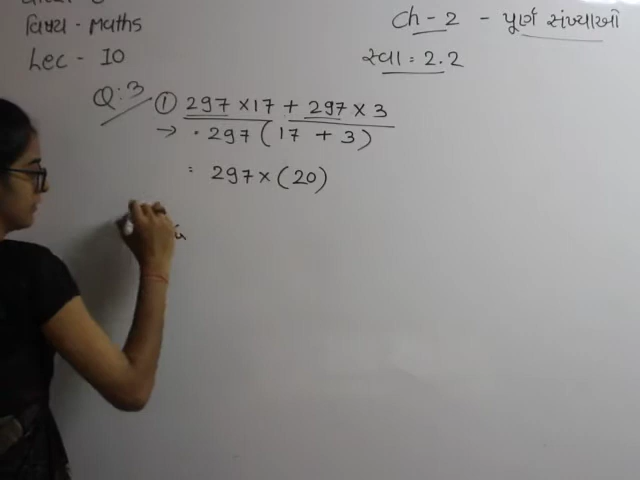 વિષય - Maths
Lec - 10
Ch - 2 - પૂર્ણ સંખ્યાઓ
સ્વા : 2.2
Q:3 ① 297 × 17 + 297 × 3
→ 297 ( 17 + 3 )
= 297 × (20)